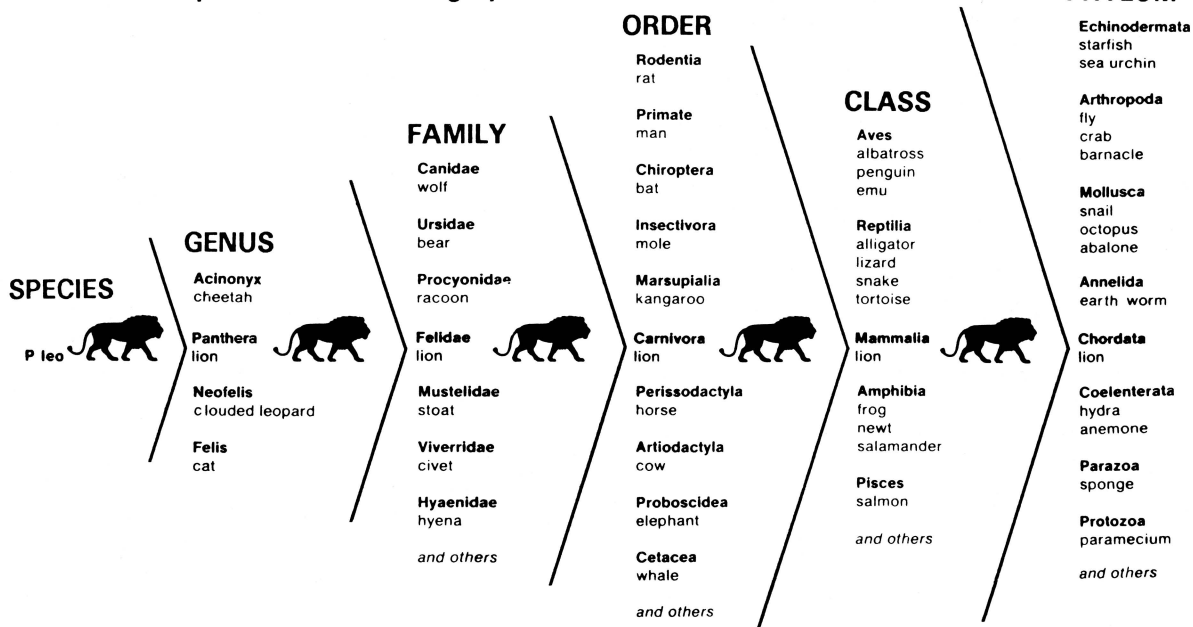 SPECIES
P leo
GENUS
Acinonyx
cheetah
Panthera
lion
Neofelis
clouded leopard
Felis
cat
FAMILY
Canidae
wolf
Ursidae
bear
Procyonidae
racoon
Felidae
lion
Mustelidae
stoat
Viverridae
civet
Hyaenidae
hyena
and others
ORDER
Rodentia
rat
Primate
man
Chiroptera
bat
Insectivora
mole
Marsupialia
kangaroo
Carnivora
lion
Perissodactyla
horse
Artiodactyla
cow
Proboscidea
elephant
Cetacea
whale
and others
CLASS
Aves
albatross
penguin
emu
Reptilia
alligator
lizard
snake
tortoise
Mammalia
lion
Amphibia
frog
newt
salamander
Pisces
salmon
and others
Echinodermata
starfish
sea urchin
Arthropoda
fly
crab
barnacle
Mollusca
snail
octopus
abalone
Annelida
earth worm
Chordata
lion
Coelenterata
hydra
anemone
Parazoa
sponge
Protozoa
paramecium
and others